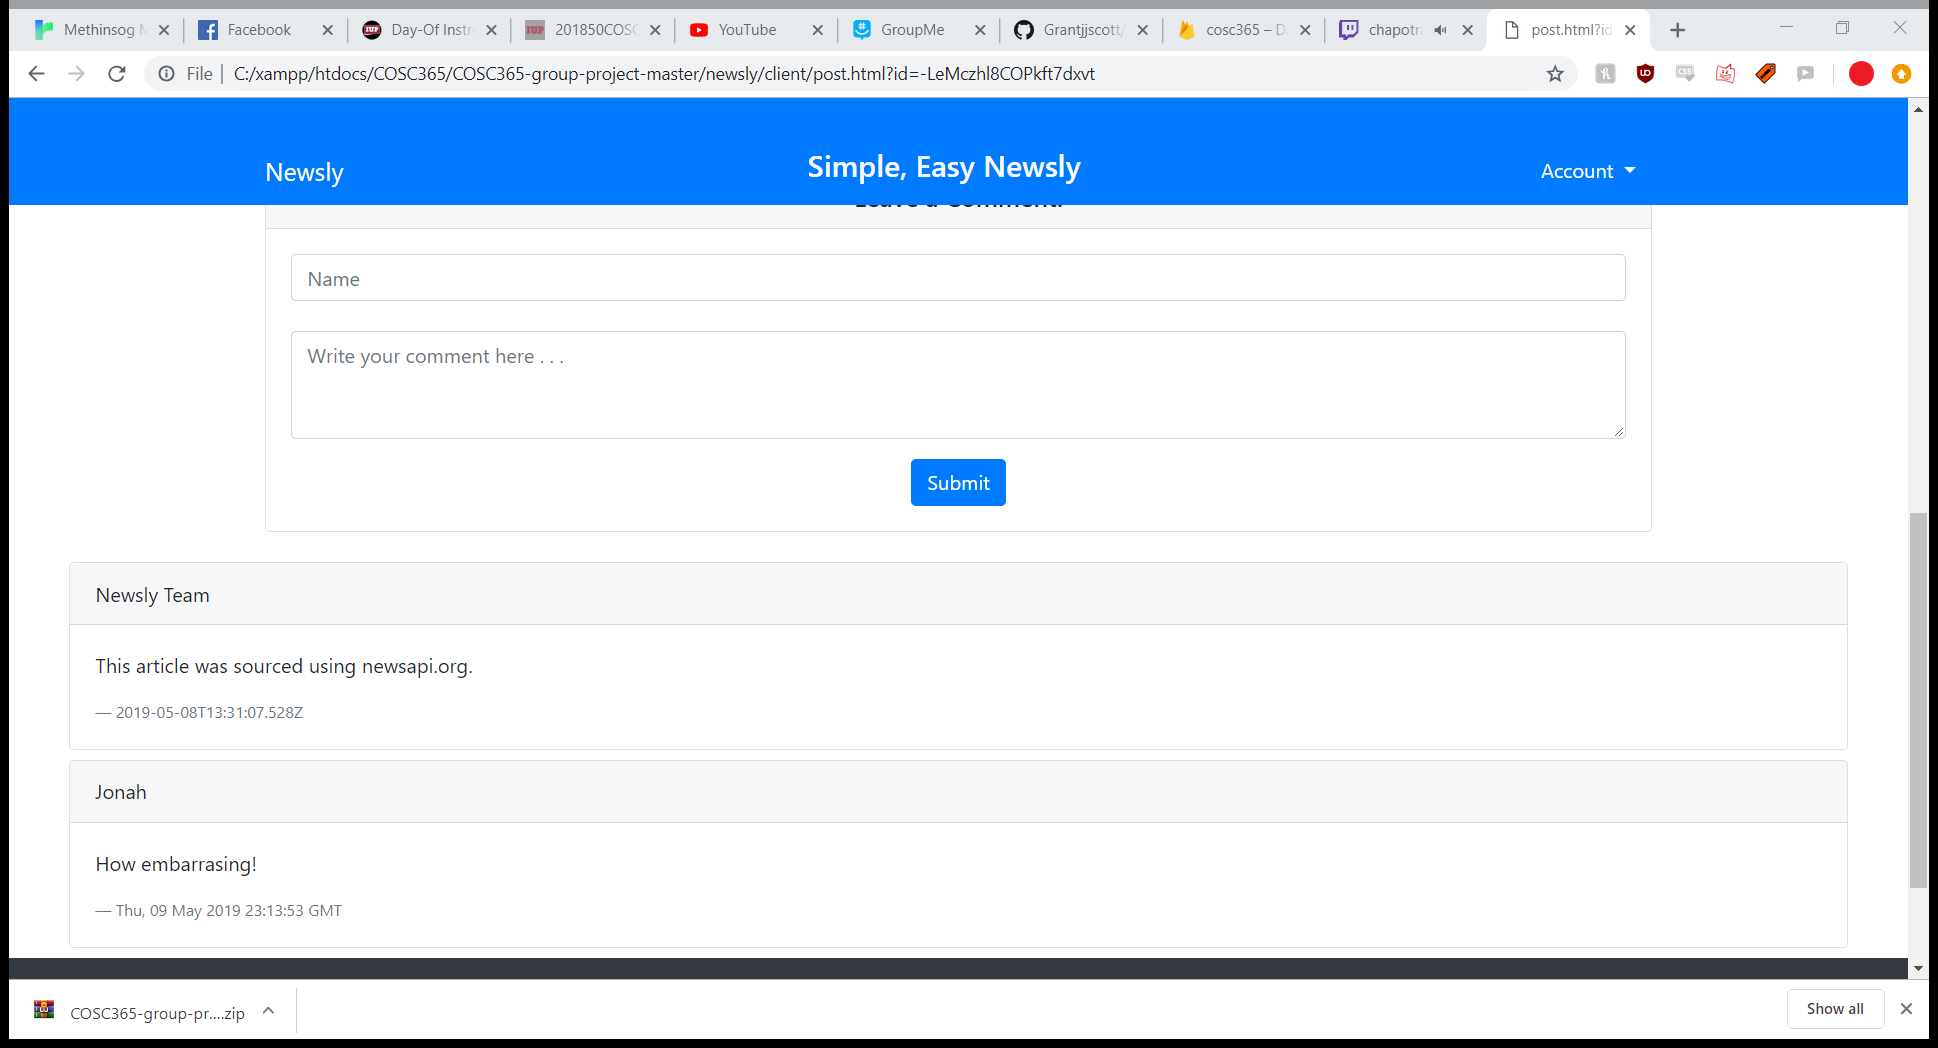 Methinsog M
Facebook
Day-Of Instr
201850COSC
YouTube
GroupMe
Grantjjscott/
cosc365 – D
chapotra
post.html?id
File | C:/xampp/htdocs/COSC365/COSC365-group-project-master/newsly/client/post.html?id=-LeMczhl8COPkft7dxvt
Newsly
Simple, Easy Newsly
Account
Leave a Comment:
Name
Write your comment here . . .
Submit
Newsly Team
This article was sourced using newsapi.org.
— 2019-05-08T13:31:07.528Z
Jonah
How embarrasing!
— Thu, 09 May 2019 23:13:53 GMT
COSC365-group-pr....zip
Show all